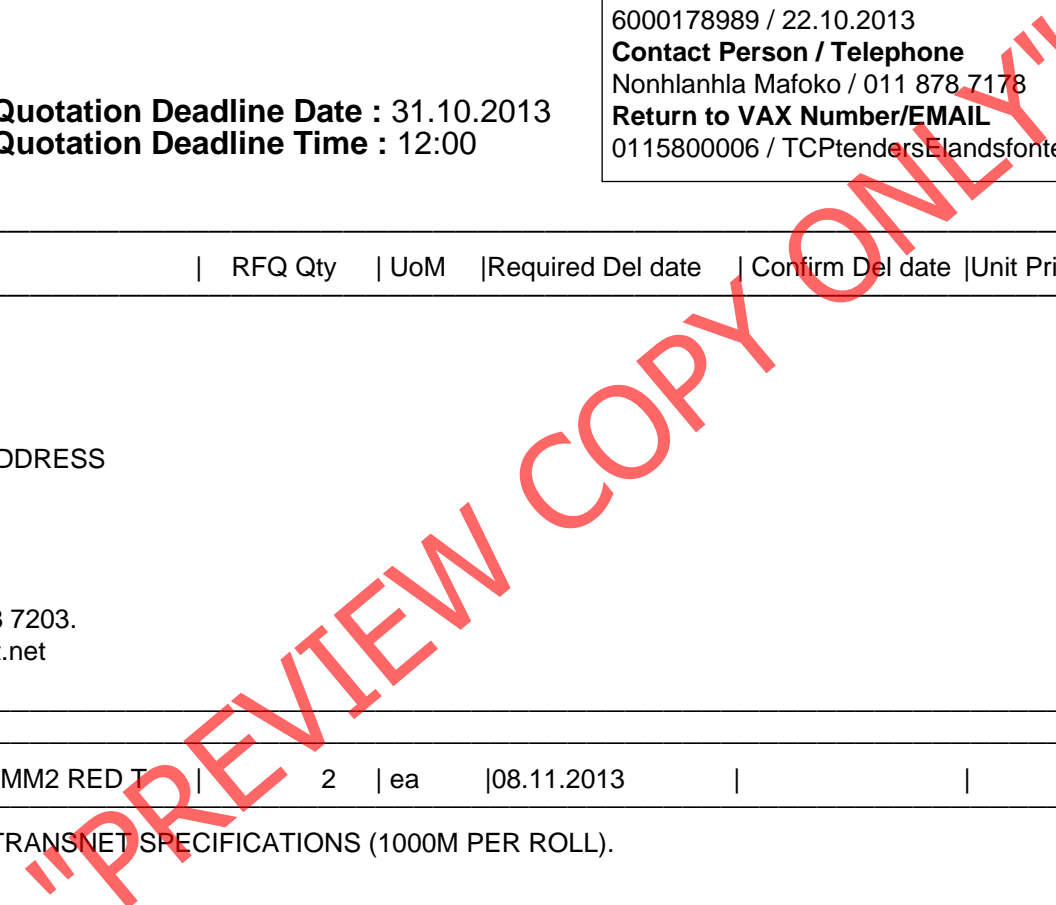 6000178989 / 22.10.2013
Contact Person / Telephone
Nonhlanhla Mafoko / 011 878 7178
Quotation Deadline Date : 31.10.2013
Return to VAX Number/EMAIL
Quotation Deadline Time : 12:00
0115800006 / TCPtendersElandsfonte
| RFQ Qty | UoM |Required Del date | Confirm Del date |Unit Pri
DDRESS
7203.
.net
MM2 RED T | 2 | ea |08.11.2013 | |
TRANSNET SPECIFICATIONS (1000M PER ROLL).
"PREVIEW COPY ONLY"